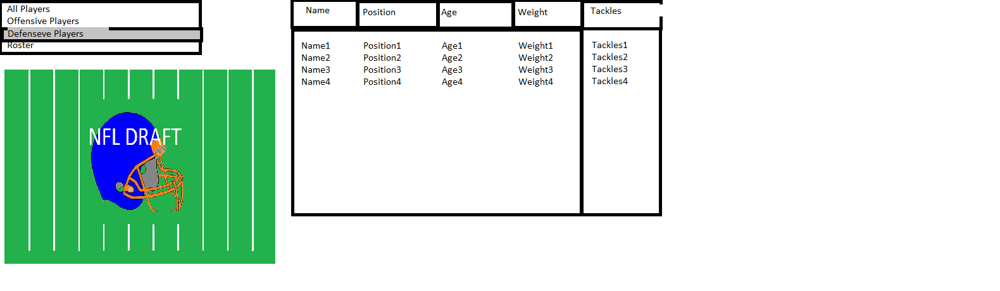 All Players
Offensive Players
Defenseve Players
Roster
NFL DRAFT
Name Position Age Weight Tackles
Name1 Position1 Age1 Weight1 Tackles1
Name2 Position2 Age2 Weight2 Tackles2
Name3 Position3 Age3 Weight3 Tackles3
Name4 Position4 Age4 Weight4 Tackles4